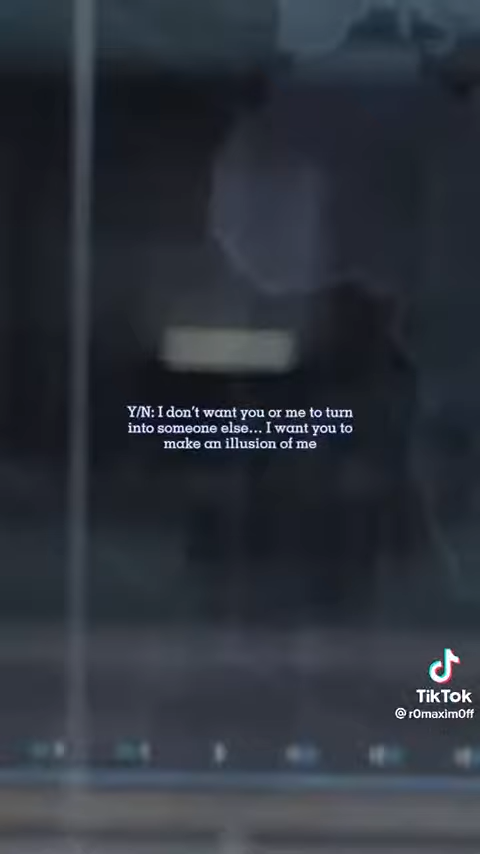 Y/N: I don't want you or me to turn
into someone else... I want you to
make an illusion of me
TikTok
@r0maxim0ff